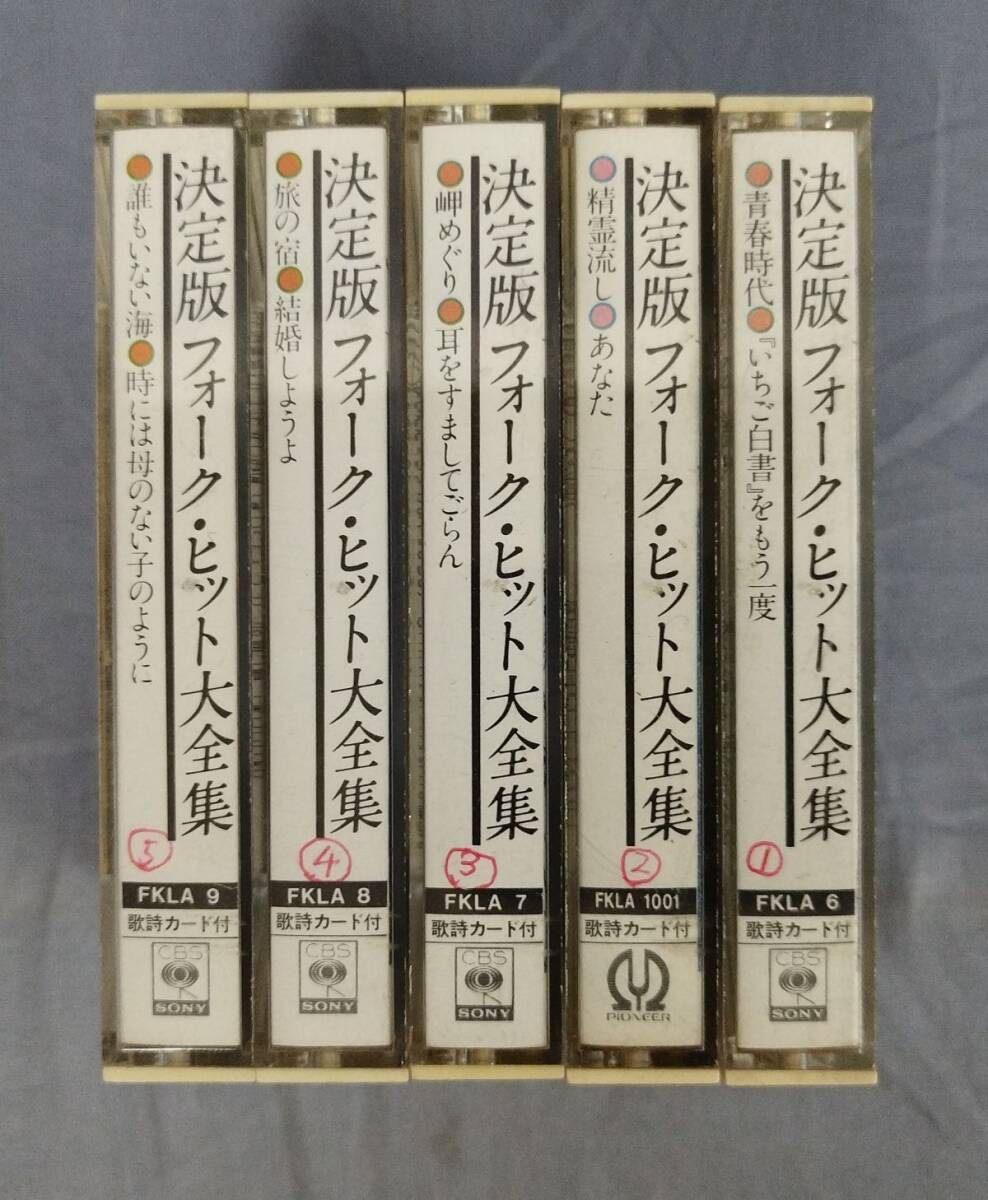 決定版 フォーク・ヒット大全集
●青春時代●『いちご白書』をもう一度
①
FKLA 6
歌詩カード付
CBS
SONY
決定版 フォーク・ヒット大全集
●精霊流し●あなた
②
FKLA 1001
歌詩カード付
PIONEER
決定版 フォーク・ヒット大全集
●岬めぐり●耳をすましてごらん
③
FKLA 7
歌詩カード付
CBS
SONY
決定版 フォーク・ヒット大全集
●旅の宿●結婚しようよ
④
FKLA 8
歌詩カード付
CBS
SONY
決定版 フォーク・ヒット大全集
●誰もいない海●時には母のない子のように
⑤
FKLA 9
歌詩カード付
CBS
SONY